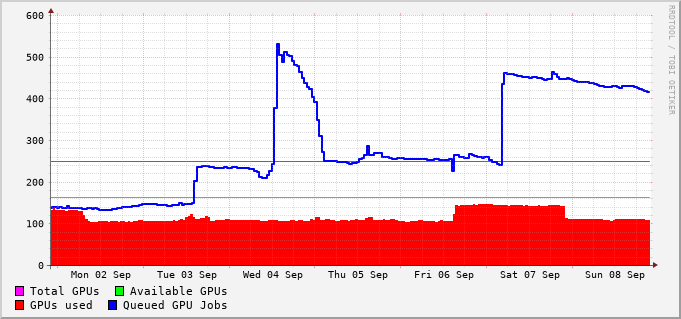 600
500
400
300
200
100
0
Mon 02 Sep Tue 03 Sep Wed 04 Sep Thu 05 Sep Fri 06 Sep Sat 07 Sep Sun 08 Sep
Total GPUs Available GPUs
GPUs used Queued GPU Jobs
RRDTOOL / TOBI OETIKER